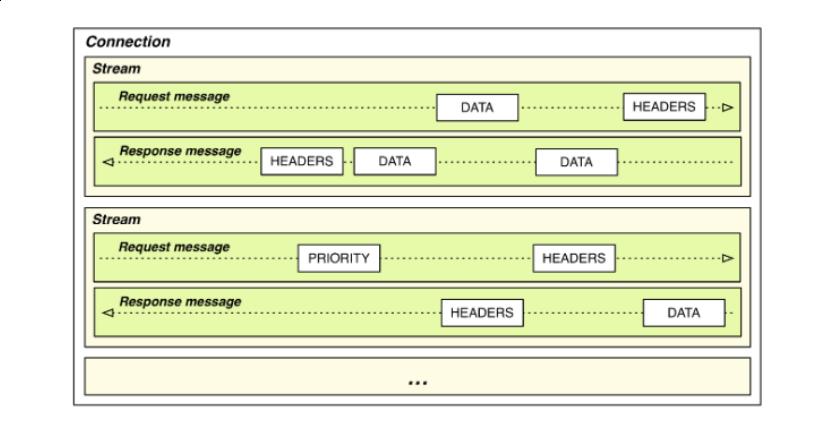 Connection
Stream
Request message
DATA HEADERS
Response message
HEADERS DATA DATA
Stream
Request message
PRIORITY HEADERS
Response message
HEADERS DATA
...